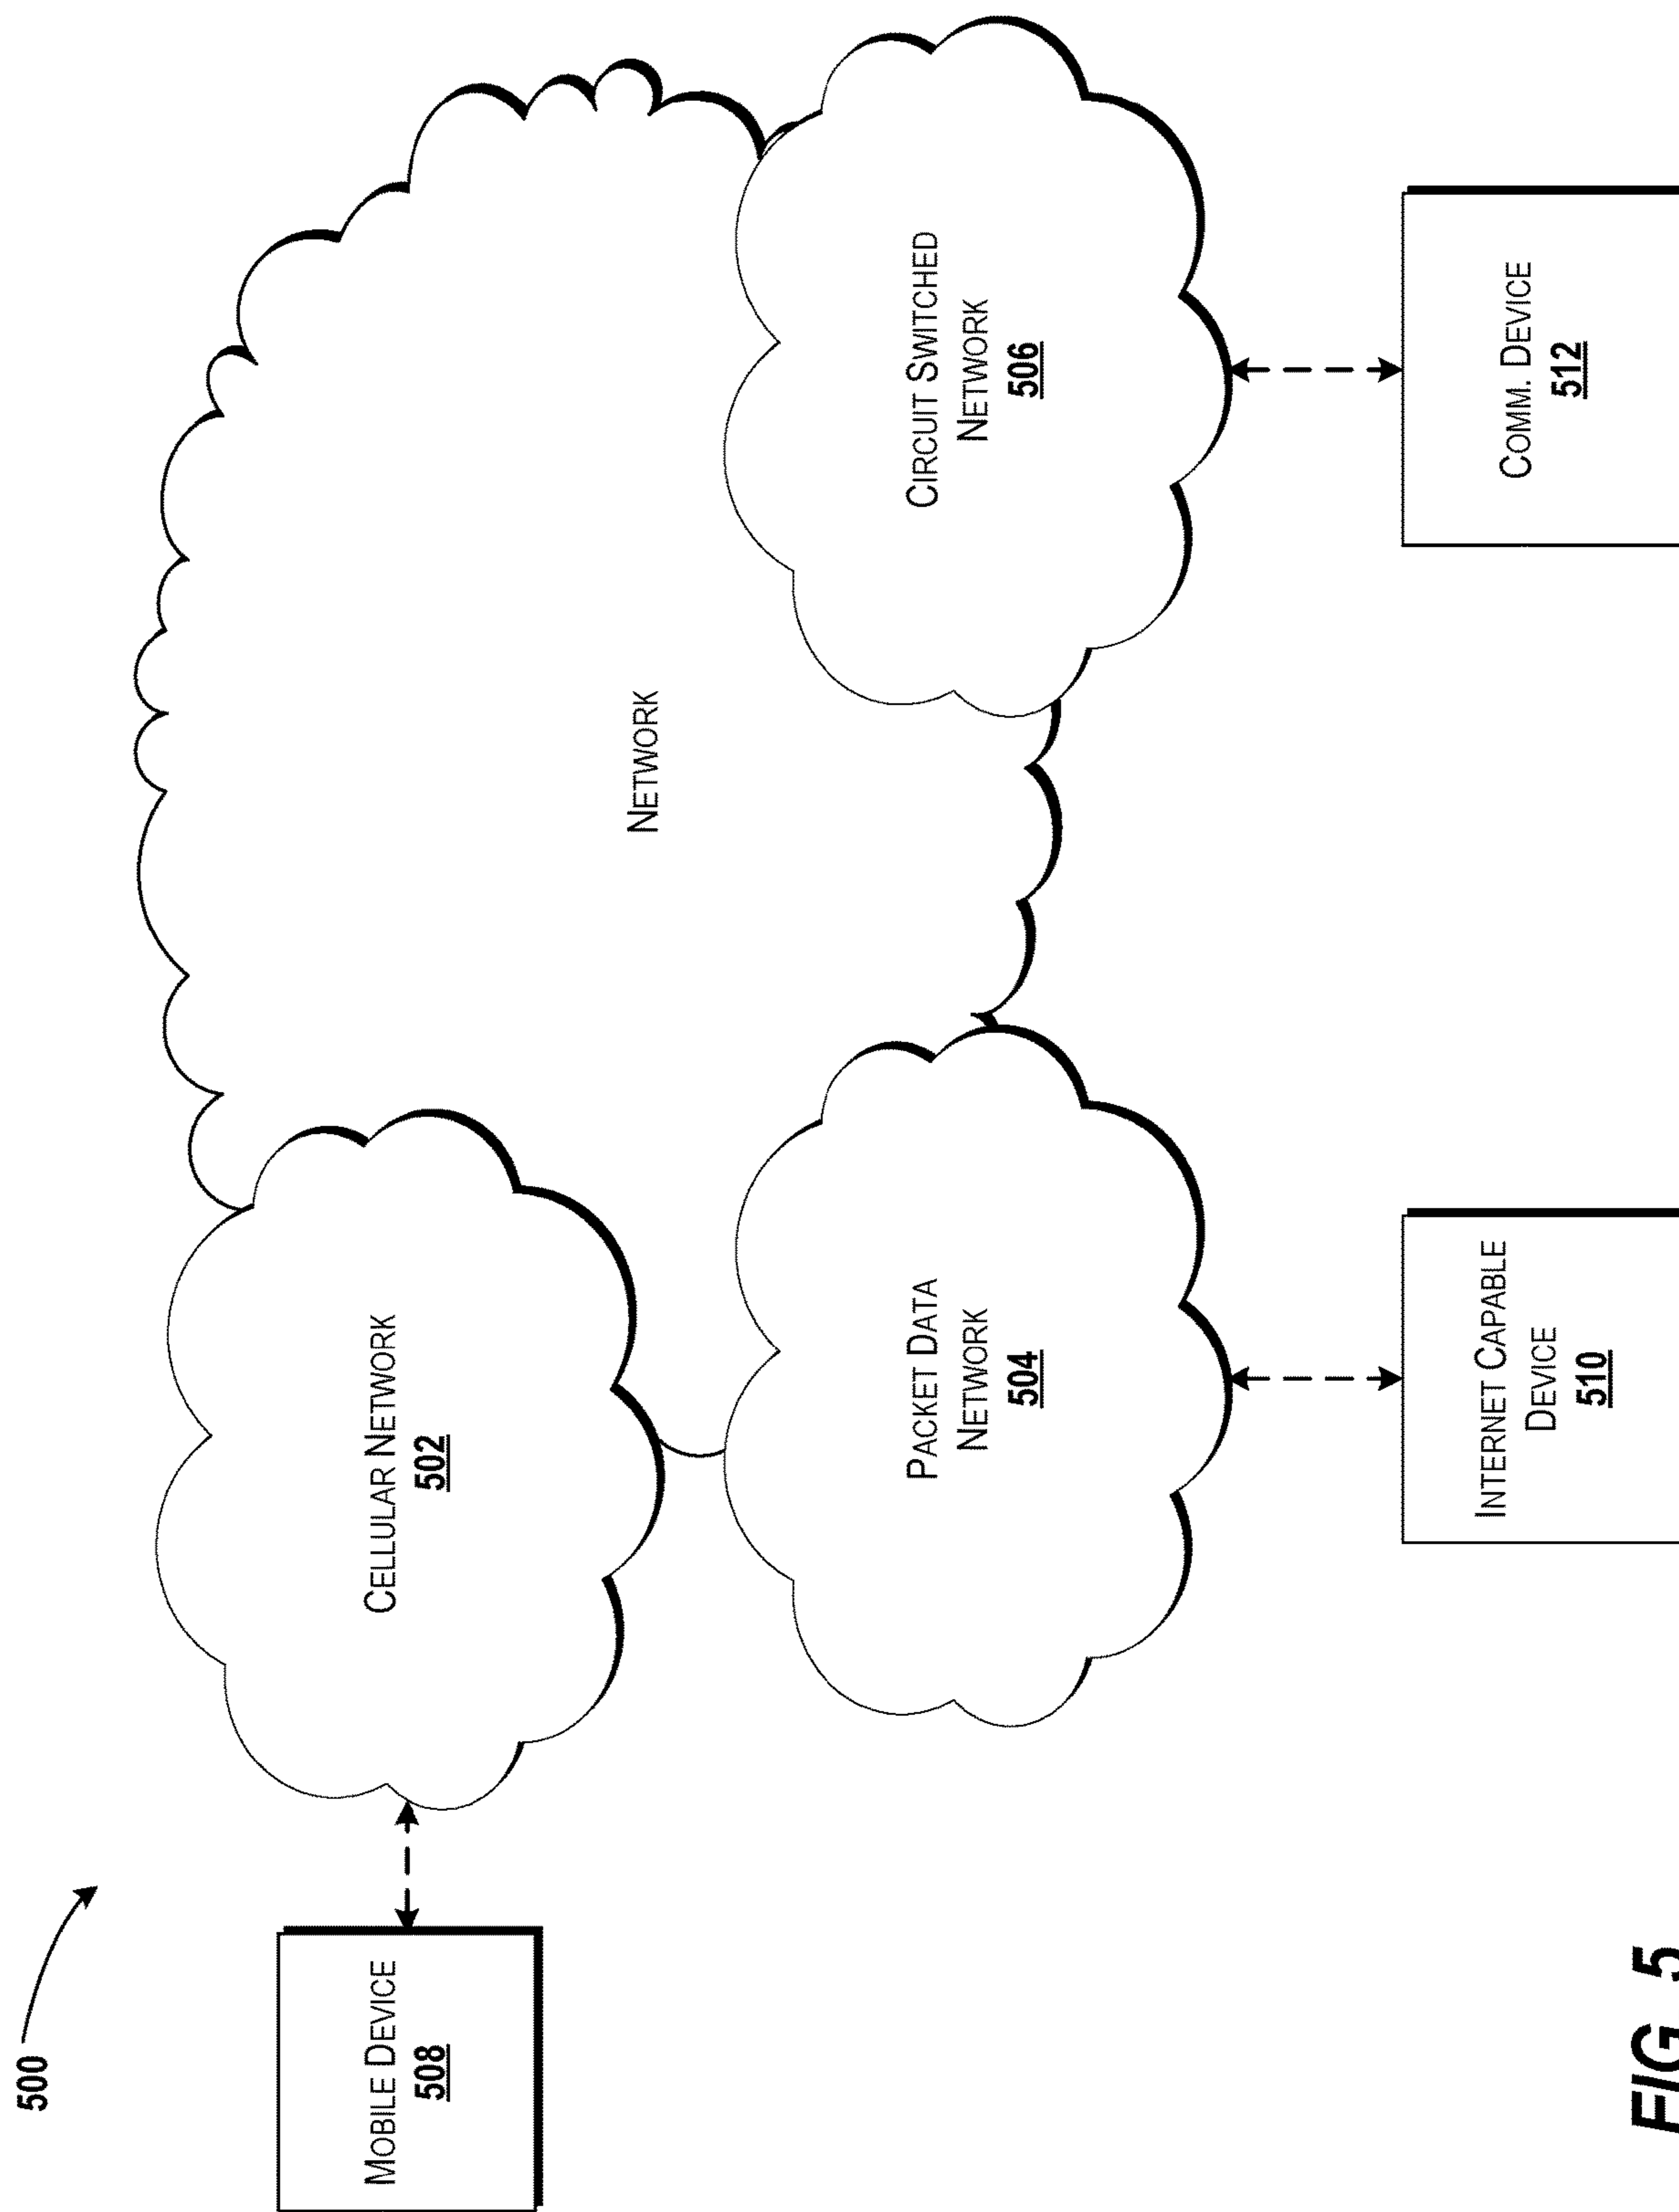 500
MOBILE DEVICE
508
CELLULAR NETWORK
502
NETWORK
PACKET DATA
NETWORK
504
CIRCUIT SWITCHED
NETWORK
506
INTERNET CAPABLE
DEVICE
510
COMM. DEVICE
512
FIG. 5